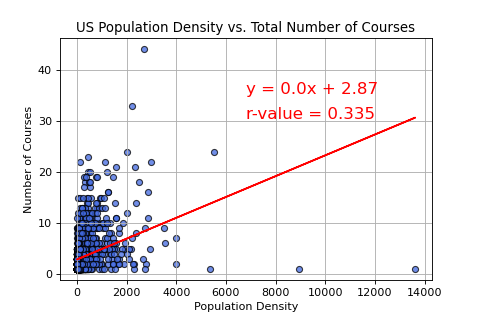 US Population Density vs. Total Number of Courses
Number of Courses
40
30
20
10
0
y = 0.0x + 2.87
r-value = 0.335
0 2000 4000 6000 8000 10000 12000 14000
Population Density